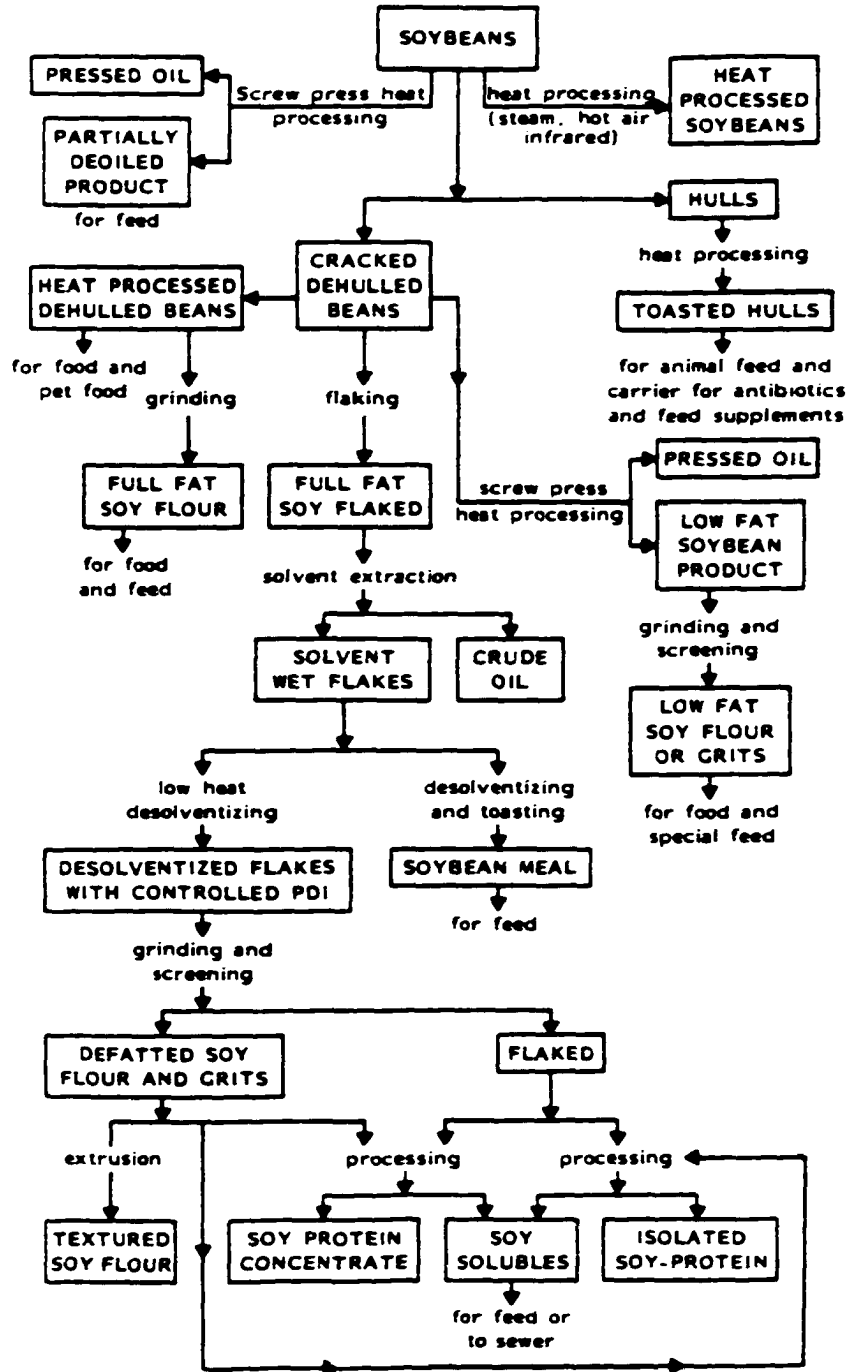 SOYBEANS
PRESSED OIL
Screw press heat
processing
heat processing
(steam, hot air
infrared)
HEAT
PROCESSED
SOYBEANS
PARTIALLY
DEOILED
PRODUCT
for feed
HULLS
heat processing
TOASTED HULLS
for animal feed and
carrier for antibiotics
and feed supplements
CRACKED
DEHULLED
BEANS
HEAT PROCESSED
DEHULLED BEANS
for food and
pet food
grinding
flaking
FULL FAT
SOY FLOUR
for food
and feed
FULL FAT
SOY FLAKED
screw press
heat processing
PRESSED OIL
LOW FAT
SOYBEAN
PRODUCT
grinding and
screening
LOW FAT
SOY FLOUR
OR GRITS
for food and
special feed
solvent extraction
SOLVENT
WET FLAKES
CRUDE
OIL
low heat
desolventizing
desolventizing
and toasting
DESOLVENTIZED FLAKES
WITH CONTROLLED PDI
SOYBEAN MEAL
for feed
grinding and
screening
DEFATTED SOY
FLOUR AND GRITS
FLAKED
extrusion
processing
processing
TEXTURED
SOY FLOUR
SOY PROTEIN
CONCENTRATE
SOY
SOLUBLES
ISOLATED
SOY-PROTEIN
for feed or
to sewer